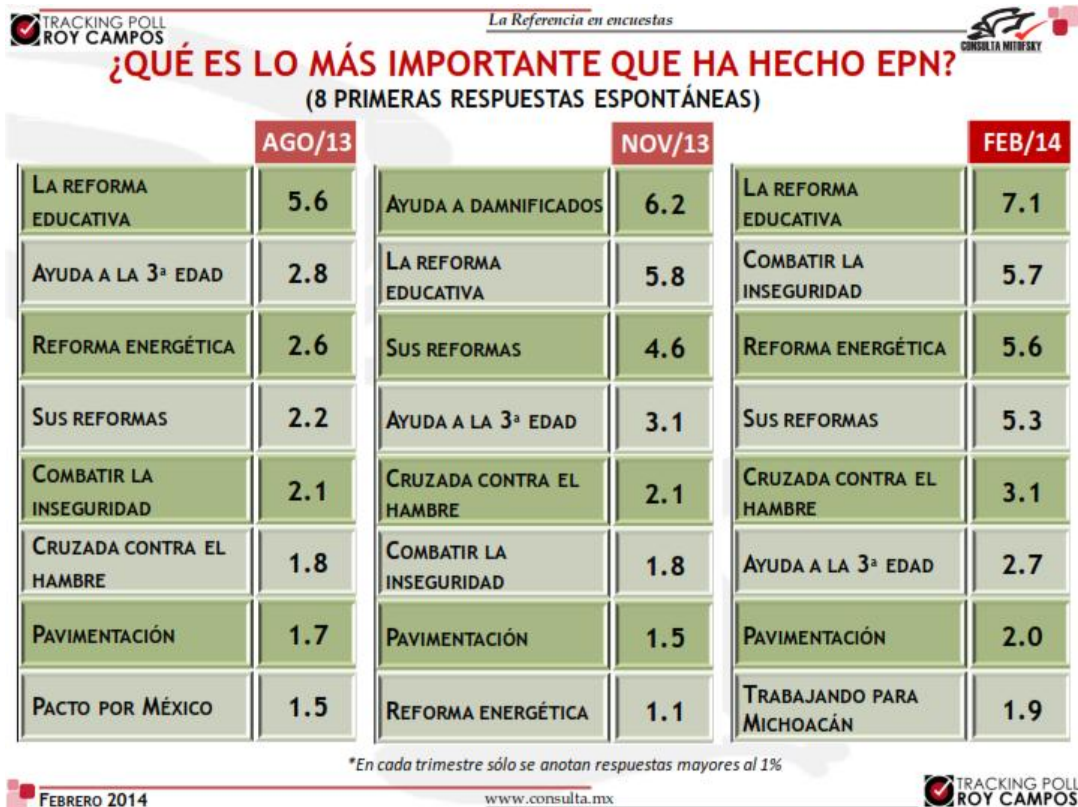 TRACKING POLL
ROY CAMPOS
La Referencia en encuestas
CONSULTA MITOFSKY
¿QUÉ ES LO MÁS IMPORTANTE QUE HA HECHO EPN?
(8 PRIMERAS RESPUESTAS ESPONTÁNEAS)
AGO/13
LA REFORMA
EDUCATIVA
5.6
AYUDA A LA 3ª EDAD
2.8
REFORMA ENERGÉTICA
2.6
SUS REFORMAS
2.2
COMBATIR LA
INSEGURIDAD
2.1
CRUZADA CONTRA EL
HAMBRE
1.8
PAVIMENTACIÓN
1.7
PACTO POR MÉXICO
1.5
NOV/13
AYUDA A DAMNIFICADOS
6.2
LA REFORMA
EDUCATIVA
5.8
SUS REFORMAS
4.6
AYUDA A LA 3ª EDAD
3.1
CRUZADA CONTRA EL
HAMBRE
2.1
COMBATIR LA
INSEGURIDAD
1.8
PAVIMENTACIÓN
1.5
REFORMA ENERGÉTICA
1.1
FEB/14
LA REFORMA
EDUCATIVA
7.1
COMBATIR LA
INSEGURIDAD
5.7
REFORMA ENERGÉTICA
5.6
SUS REFORMAS
5.3
CRUZADA CONTRA EL
HAMBRE
3.1
AYUDA A LA 3ª EDAD
2.7
PAVIMENTACIÓN
2.0
TRABAJANDO PARA
MICHOACÁN
1.9
*En cada trimestre sólo se anotan respuestas mayores al 1%
FEBRERO 2014
www.consulta.mx
TRACKING POLL
ROY CAMPOS